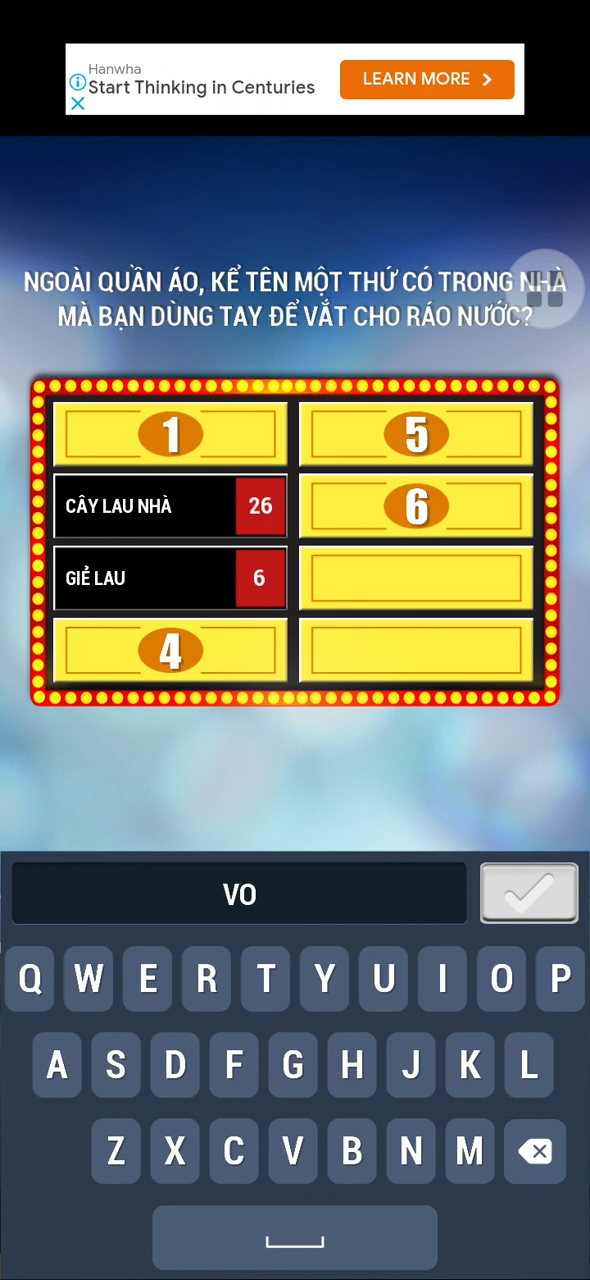 Hanwha
Start Thinking in Centuries
LEARN MORE
NGOÀI QUẦN ÁO, KỂ TÊN MỘT THỨ CÓ TRONG NHÀ
MÀ BẠN DÙNG TAY ĐỂ VẮT CHO RÁO NƯỚC?
1
5
CÂY LAU NHÀ 26
6
GIẺ LAU 6
4
VO
Q W E R T Y U I O P
A S D F G H J K L
Z X C V B N M